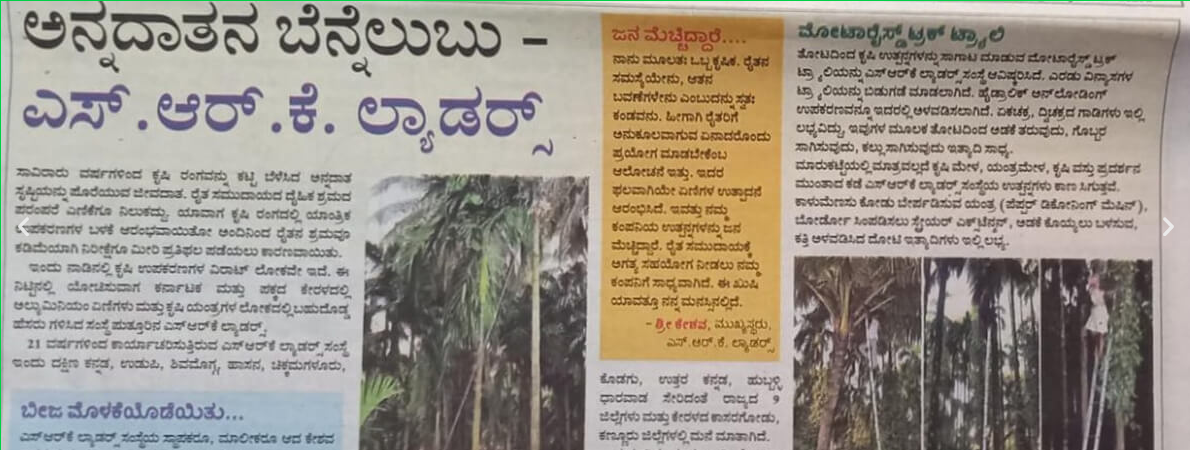 ಅನ್ನದಾತನ ಬೆನ್ನೆಲುಬು –
ಎಸ್.ಆರ್.ಕೆ. ಲ್ಯಾಡರ್ಸ್
ಸಾವಿರಾರು ವರ್ಷಗಳಿಂದ ಕೃಷಿ ರಂಗವನ್ನು ಕಟ್ಟಿ ಬೆಳೆಸಿದ ಅನ್ನದಾತ
ಸೃಷ್ಟಿಯನ್ನು ಪೊರೆಯುವ ಜೀವದಾತ. ರೈತ ಸಮುದಾಯದ ದೈಹಿಕ ಶ್ರಮದ
ಪರಂಪರೆ ಎಣಿಕೆಗೂ ನಿಲುಕದ್ದು. ಯಾವಾಗ ಕೃಷಿ ರಂಗದಲ್ಲಿ ಯಾಂತ್ರಿಕ
ಉಪಕರಣಗಳ ಬಳಕೆ ಆರಂಭವಾಯಿತೋ ಅಂದಿನಿಂದ ರೈತನ ಶ್ರಮವೂ
ಕಡಿಮೆಯಾಗಿ ನಿರೀಕ್ಷೆಗೂ ಮೀರಿ ಪ್ರತಿಫಲ ಪಡೆಯಲು ಕಾರಣವಾಯಿತು.
ಇಂದು ನಾಡಿನಲ್ಲಿ ಕೃಷಿ ಉಪಕರಣಗಳ ವಿರಾಟ್ ಲೋಕವೇ ಇದೆ. ಈ
ನಿಟ್ಟಿನಲ್ಲಿ ಯೋಚಿಸುವಾಗ ಕರ್ನಾಟಕ ಮತ್ತು ಪಕ್ಕದ ಕೇರಳದಲ್ಲಿ
ಅಲ್ಯುಮಿನಿಯಂ ಏಣಿಗಳು ಮತ್ತು ಕೃಷಿ ಯಂತ್ರಗಳ ಲೋಕದಲ್ಲಿ ಬಹುದೊಡ್ಡ
ಹೆಸರು ಗಳಿಸಿದ ಸಂಸ್ಥೆ ಪುತ್ತೂರಿನ ಎಸ್ಆರ್‌ಕೆ ಲ್ಯಾಡರ್ಸ್.
21 ವರ್ಷಗಳಿಂದ ಕಾರ್ಯಾಚರಿಸುತ್ತಿರುವ ಎಸ್ಆರ್‌ಕೆ ಲ್ಯಾಡರ್ಸ್ ಸಂಸ್ಥೆ
ಇಂದು ದಕ್ಷಿಣ ಕನ್ನಡ, ಉಡುಪಿ, ಶಿವಮೊಗ್ಗ, ಹಾಸನ, ಚಿಕ್ಕಮಗಳೂರು,
ಬೀಜ ಮೊಳಕೆಯೊಡೆಯಿತು...
ಎಸ್ಆರ್‌ಕೆ ಲ್ಯಾಡರ್ಸ್ ಸಂಸ್ಥೆಯ ಸ್ಥಾಪಕರೂ, ಮಾಲೀಕರೂ ಆದ ಕೇಶವ
ಜನ ಮೆಚ್ಚಿದ್ದಾರೆ....
ನಾನು ಮೂಲತಃ ಒಬ್ಬ ಕೃಷಿಕ. ರೈತನ
ಸಮಸ್ಯೆಯೇನು, ಆತನ
ಬವಣೆಗಳೇನು ಎಂಬುದನ್ನು ಸ್ವತಃ
ಕಂಡವನು. ಹೀಗಾಗಿ ರೈತರಿಗೆ
ಅನುಕೂಲವಾಗುವ ಏನಾದರೊಂದು
ಪ್ರಯೋಗ ಮಾಡಬೇಕೆಂಬ
ಆಲೋಚನೆ ಇತ್ತು. ಇದರ
ಫಲವಾಗಿಯೇ ಏಣಿಗಳ ಉತ್ಪಾದನೆ
ಆರಂಭಿಸಿದೆ. ಇವತ್ತು ನಮ್ಮ
ಕಂಪನಿಯ ಉತ್ಪನ್ನಗಳನ್ನು ಜನ
ಮೆಚ್ಚಿದ್ದಾರೆ. ರೈತ ಸಮುದಾಯಕ್ಕೆ
ಅಗತ್ಯ ಸಹಯೋಗ ನೀಡಲು ನಮ್ಮ
ಕಂಪನಿಗೆ ಸಾಧ್ಯವಾಗಿದೆ. ಈ ಖುಷಿ
ಯಾವತ್ತೂ ನನ್ನ ಮನಸ್ಸಿನಲ್ಲಿದೆ.
– ಶ್ರೀ ಕೇಶವ, ಮುಖ್ಯಸ್ಥರು,
ಎಸ್.ಆರ್.ಕೆ. ಲ್ಯಾಡರ್ಸ್
ಕೊಡಗು, ಉತ್ತರ ಕನ್ನಡ, ಹುಬ್ಬಳ್ಳಿ
ಧಾರವಾಡ ಸೇರಿದಂತೆ ರಾಜ್ಯದ 9
ಜಿಲ್ಲೆಗಳು ಮತ್ತು ಕೇರಳದ ಕಾಸರಗೋಡು,
ಕಣ್ಣೂರು ಜಿಲ್ಲೆಗಳಲ್ಲಿ ಮನೆ ಮಾತಾಗಿದೆ.
ಮೋಟಾರೈಸ್ಡ್ ಟ್ರಕ್ ಟ್ರ್ಯಾಲಿ
ತೋಟದಿಂದ ಕೃಷಿ ಉತ್ಪನ್ನಗಳನ್ನು ಸಾಗಾಟ ಮಾಡುವ ಮೋಟಾರೈಸ್ಡ್ ಟ್ರಕ್
ಟ್ರ್ಯಾಲಿಯನ್ನು ಎಸ್ಆರ್‌ಕೆ ಲ್ಯಾಡರ್ಸ್ ಸಂಸ್ಥೆ ಆವಿಷ್ಕರಿಸಿದೆ. ಎರಡು ವಿನ್ಯಾಸಗಳ
ಟ್ರ್ಯಾಲಿಯನ್ನು ಬಿಡುಗಡೆ ಮಾಡಲಾಗಿದೆ. ಹೈಡ್ರಾಲಿಕ್ ಅನ್‌ಲೋಡಿಂಗ್
ಉಪಕರಣವನ್ನೂ ಇದರಲ್ಲಿ ಅಳವಡಿಸಲಾಗಿದೆ. ಏಕಚಕ್ರ, ದ್ವಿಚಕ್ರದ ಗಾಡಿಗಳು ಇಲ್ಲಿ
ಲಭ್ಯವಿದ್ದು, ಇವುಗಳ ಮೂಲಕ ತೋಟದಿಂದ ಅಡಕೆ ತರುವುದು, ಗೊಬ್ಬರ
ಸಾಗಿಸುವುದು, ಕಲ್ಲು ಸಾಗಿಸುವುದು ಇತ್ಯಾದಿ ಸಾಧ್ಯ.
ಮಾರುಕಟ್ಟೆಯಲ್ಲಿ ಮಾತ್ರವಲ್ಲದೆ ಕೃಷಿ ಮೇಳ, ಯಂತ್ರಮೇಳ, ಕೃಷಿ ವಸ್ತು ಪ್ರದರ್ಶನ
ಮುಂತಾದ ಕಡೆ ಎಸ್ಆರ್‌ಕೆ ಲ್ಯಾಡರ್ಸ್ ಸಂಸ್ಥೆಯ ಉತ್ಪನ್ನಗಳು ಕಾಣ ಸಿಗುತ್ತವೆ.
ಕಾಳುಮೆಣಸು ಕೋಡು ಬೇರ್ಪಡಿಸುವ ಯಂತ್ರ (ಪೆಪ್ಪರ್ ಡಿಕೋನಿಂಗ್ ಮೆಷಿನ್),
ಬೋರ್ಡೋ ಸಿಂಪಡಿಸಲು ಸ್ಟೇಯರ್ ಎಕ್ಸ್‌ಟೆನ್ಷನ್, ಅಡಕೆ ಕೊಯ್ಯಲು ಬಳಸುವ,
ಕತ್ತಿ ಅಳವಡಿಸಿದ ದೋಟಿ ಇತ್ಯಾದಿಗಳು ಇಲ್ಲಿ ಲಭ್ಯ.